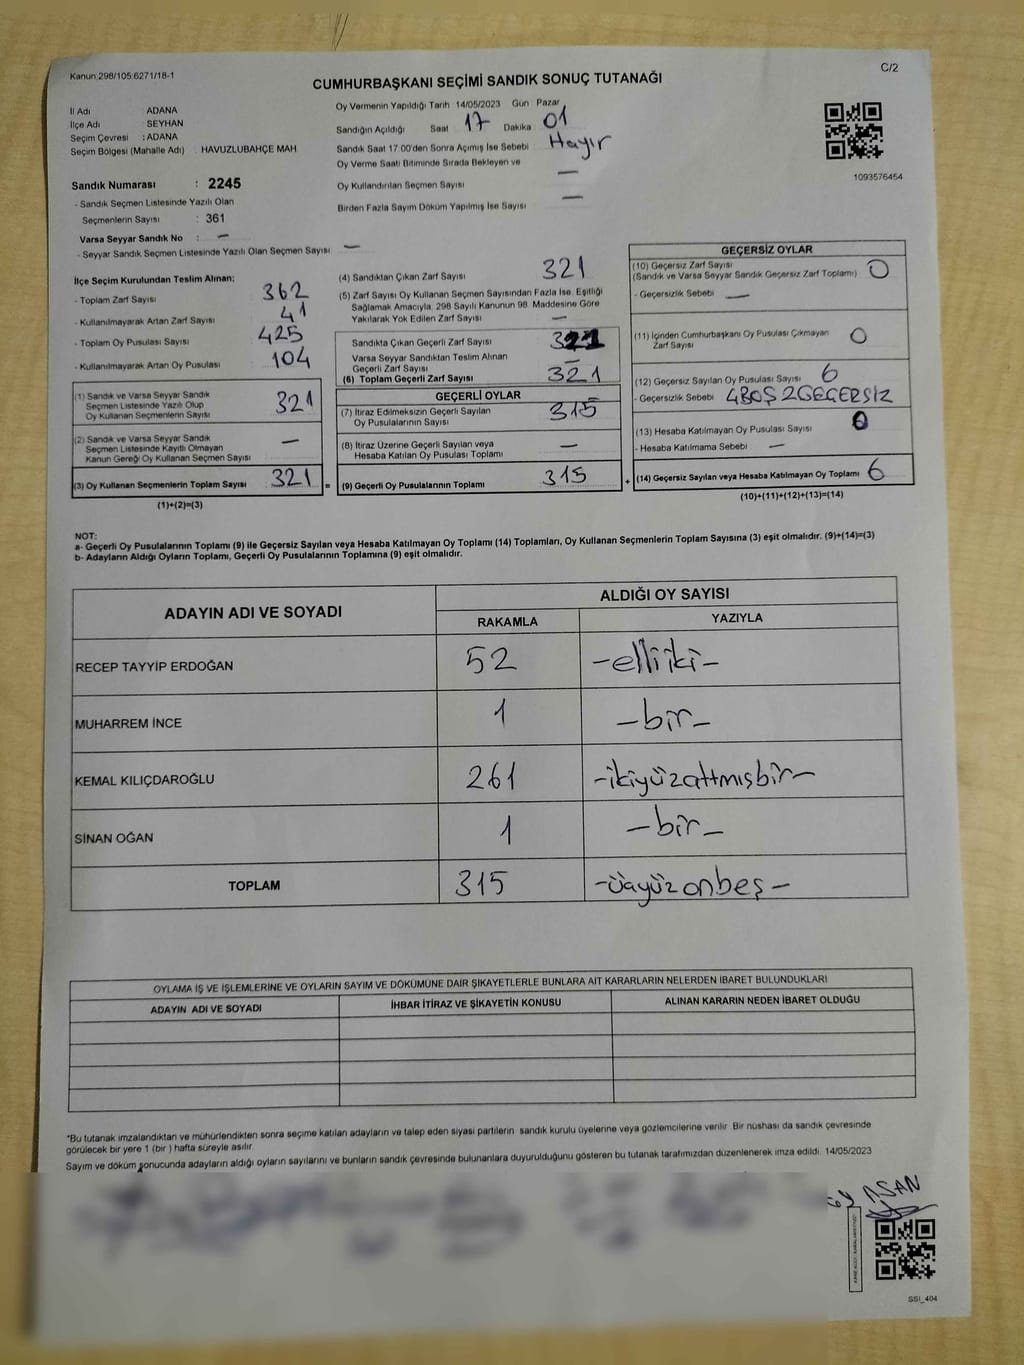 Kanun:298/105;6271/18-1
C/2
CUMHURBAŞKANI SEÇİMİ SANDIK SONUÇ TUTANAĞI
İl Adı ADANA
İlçe Adı SEYHAN
Seçim Çevresi : ADANA
Seçim Bölgesi (Mahalle Adı) HAVUZLUBAHÇE MAH
Sandık Numarası : 2245
- Sandık Seçmen Listesinde Yazılı Olan
Seçmenlerin Sayısı : 361
Varsa Seyyar Sandık No : —
- Seyyar Sandık Seçmen Listesinde Yazılı Olan Seçmen Sayısı —
Oy Vermenin Yapıldığı Tarih 14/05/2023 Gün Pazar
Sandığın Açıldığı Saat 17 Dakika 01
Sandık Saat 17:00'den Sonra Açımış İse Sebebi Hayır
Oy Verme Saati Bitiminde Sırada Bekleyen ve
Oy Kullandırılan Seçmen Sayısı —
Birden Fazla Sayım Döküm Yapılmış İse Sayısı —
1093576454
İlçe Seçim Kurulundan Teslim Alınan;
- Toplam Zarf Sayısı 362
- Kullanılmayarak Artan Zarf Sayısı 41
- Toplam Oy Pusulası Sayısı 425
- Kullanılmayarak Artan Oy Pusulası 104
(1) Sandık ve Varsa Seyyar Sandık
Seçmen Listesinde Yazılı Olup
Oy Kullanan Seçmenlerin Sayısı 321
(2) Sandık ve Varsa Seyyar Sandık
Seçmen Listesinde Kayıtlı Olmayan
Kanun Gereği Oy Kullanan Seçmen Sayısı —
(3) Oy Kullanan Seçmenlerin Toplam Sayısı 321 =
(1)+(2)=(3)
(4) Sandıktan Çıkan Zarf Sayısı 321
(5) Zarf Sayısı Oy Kullanan Seçmen Sayısından Fazla İse, Eşitliği
Sağlamak Amacıyla; 298 Sayılı Kanunun 98. Maddesine Göre
Yakılarak Yok Edilen Zarf Sayısı —
Sandıkta Çıkan Geçerli Zarf Sayısı 321
Varsa Seyyar Sandıktan Teslim Alınan
Geçerli Zarf Sayısı —
(6) Toplam Geçerli Zarf Sayısı 321
GEÇERLİ OYLAR
(7) İtiraz Edilmeksizin Geçerli Sayılan
Oy Pusulalarının Sayısı 315
(8) İtiraz Üzerine Geçerli Sayılan veya
Hesaba Katılan Oy Pusulası Toplamı —
(9) Geçerli Oy Pusulalarının Toplamı 315 +
GEÇERSİZ OYLAR
(10) Geçersiz Zarf Sayısı
(Sandık ve Varsa Seyyar Sandık Geçersiz Zarf Toplamı) 0
- Geçersizlik Sebebi —
(11) İçinden Cumhurbaşkanı Oy Pusulası Çıkmayan
Zarf Sayısı 0
(12) Geçersiz Sayılan Oy Pusulası Sayısı 6
- Geçersizlik Sebebi 4BOŞ 2GEÇERSİZ
(13) Hesaba Katılmayan Oy Pusulası Sayısı 0
- Hesaba Katılmama Sebebi —
(14) Geçersiz Sayılan veya Hesaba Katılmayan Oy Toplamı 6
(10)+(11)+(12)+(13)=(14)
NOT:
a- Geçerli Oy Pusulalarının Toplamı (9) ile Geçersiz Sayılan veya Hesaba Katılmayan Oy Toplamı (14) Toplamları, Oy Kullanan Seçmenlerin Toplam Sayısına (3) eşit olmalıdır. (9)+(14)=(3)
b- Adayların Aldığı Oyların Toplamı, Geçerli Oy Pusulalarının Toplamına (9) eşit olmalıdır.
ADAYIN ADI VE SOYADI ALDIĞI OY SAYISI
RAKAMLA YAZIYLA
RECEP TAYYİP ERDOĞAN 52 -elliiki-
MUHARREM İNCE 1 -bir-
KEMAL KILIÇDAROĞLU 261 -ikiyüzaltmışbir-
SİNAN OĞAN 1 -bir-
TOPLAM 315 -üçyüzonbeş-
OYLAMA İŞ VE İŞLEMLERİNE VE OYLARIN SAYIM VE DÖKÜMÜNE DAİR ŞİKAYETLERLE BUNLARA AİT KARARLARIN NELERDEN İBARET BULUNDUKLARI
ADAYIN ADI VE SOYADI İHBAR İTİRAZ VE ŞİKAYETİN KONUSU ALINAN KARARIN NEDEN İBARET OLDUĞU
*Bu tutanak imzalandıktan ve mühürlendikten sonra seçime katılan adayların ve talep eden siyasi partilerin sandık kurulu üyelerine veya gözlemcilerine verilir. Bir nüshası da sandık çevresinde
görülecek bir yere 1 (bir ) hafta süreyle asılır.
Sayım ve döküm sonucunda adayların aldığı oyların sayılarını ve bunların sandık çevresinde bulunanlara duyurulduğunu gösteren bu tutanak tarafımızdan düzenlenerek imza edildi. 14/05/2023
SSI_404